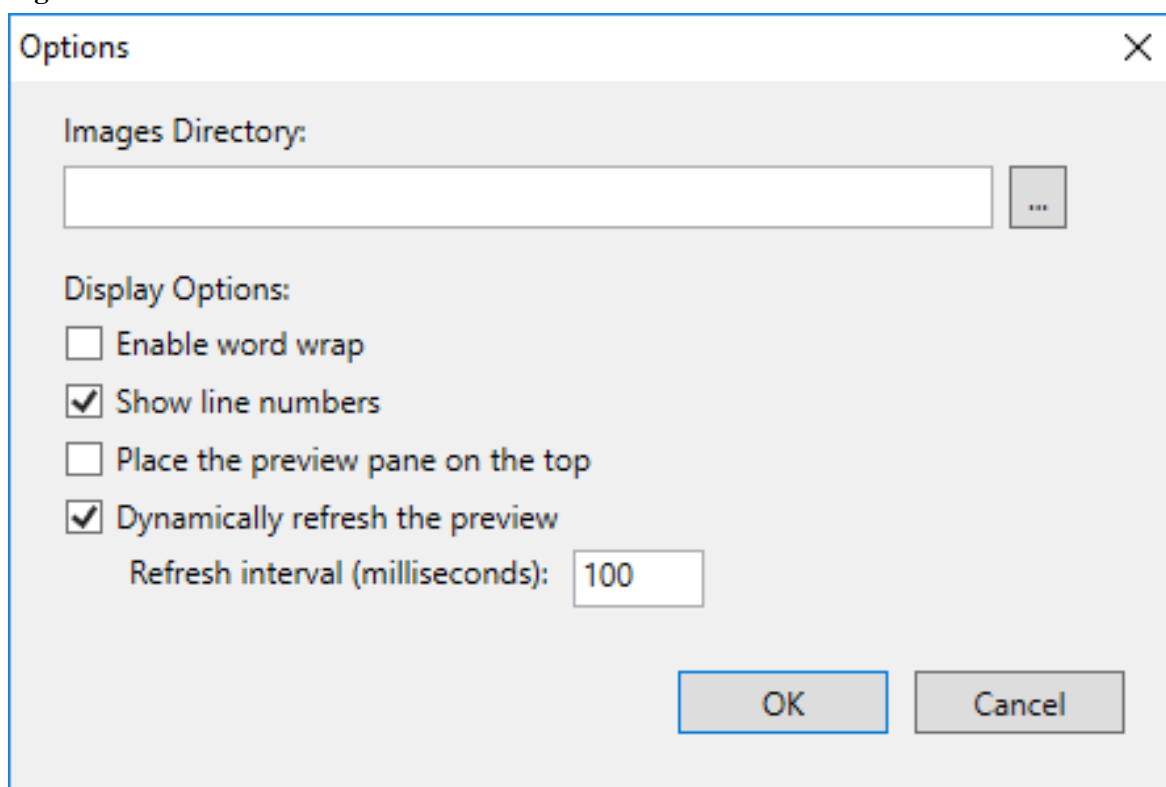 Options
Images Directory:
...
Display Options:
Enable word wrap
Show line numbers
Place the preview pane on the top
Dynamically refresh the preview
Refresh interval (milliseconds): 100
OK Cancel